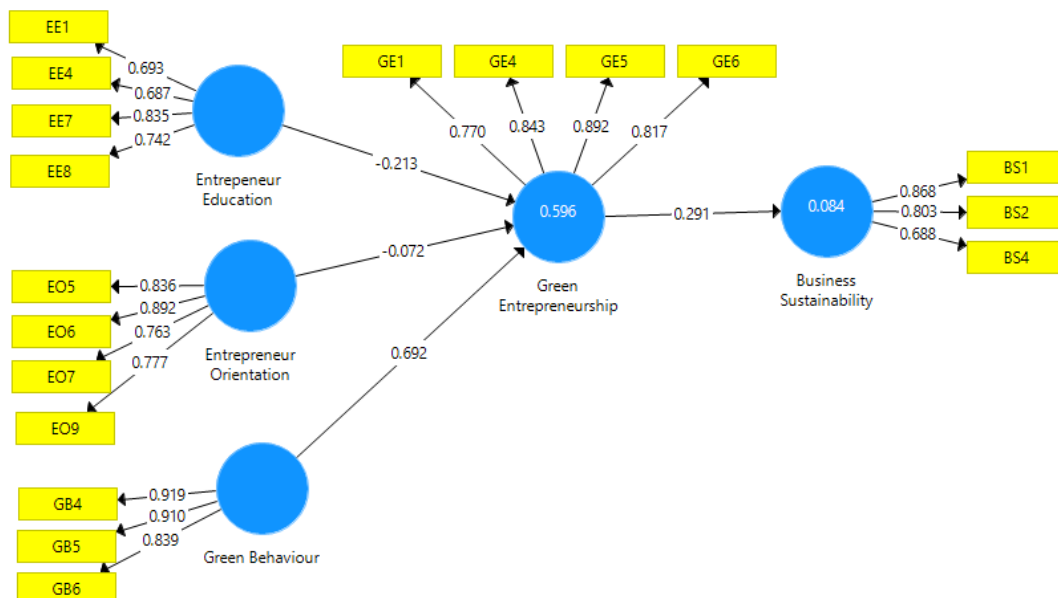 EE1
EE4
EE7
EE8
0.693
0.687
0.835
0.742
Entrepeneur
Education
-0.213
GE1
GE4
GE5
GE6
0.770
0.843
0.892
0.817
0.596
Green
Entrepreneurship
0.291
0.084
Business
Sustainability
0.868
0.803
0.688
BS1
BS2
BS4
EO5
EO6
EO7
EO9
0.836
0.892
0.763
0.777
Entrepreneur
Orientation
-0.072
0.692
GB4
GB5
GB6
0.919
0.910
0.839
Green Behaviour